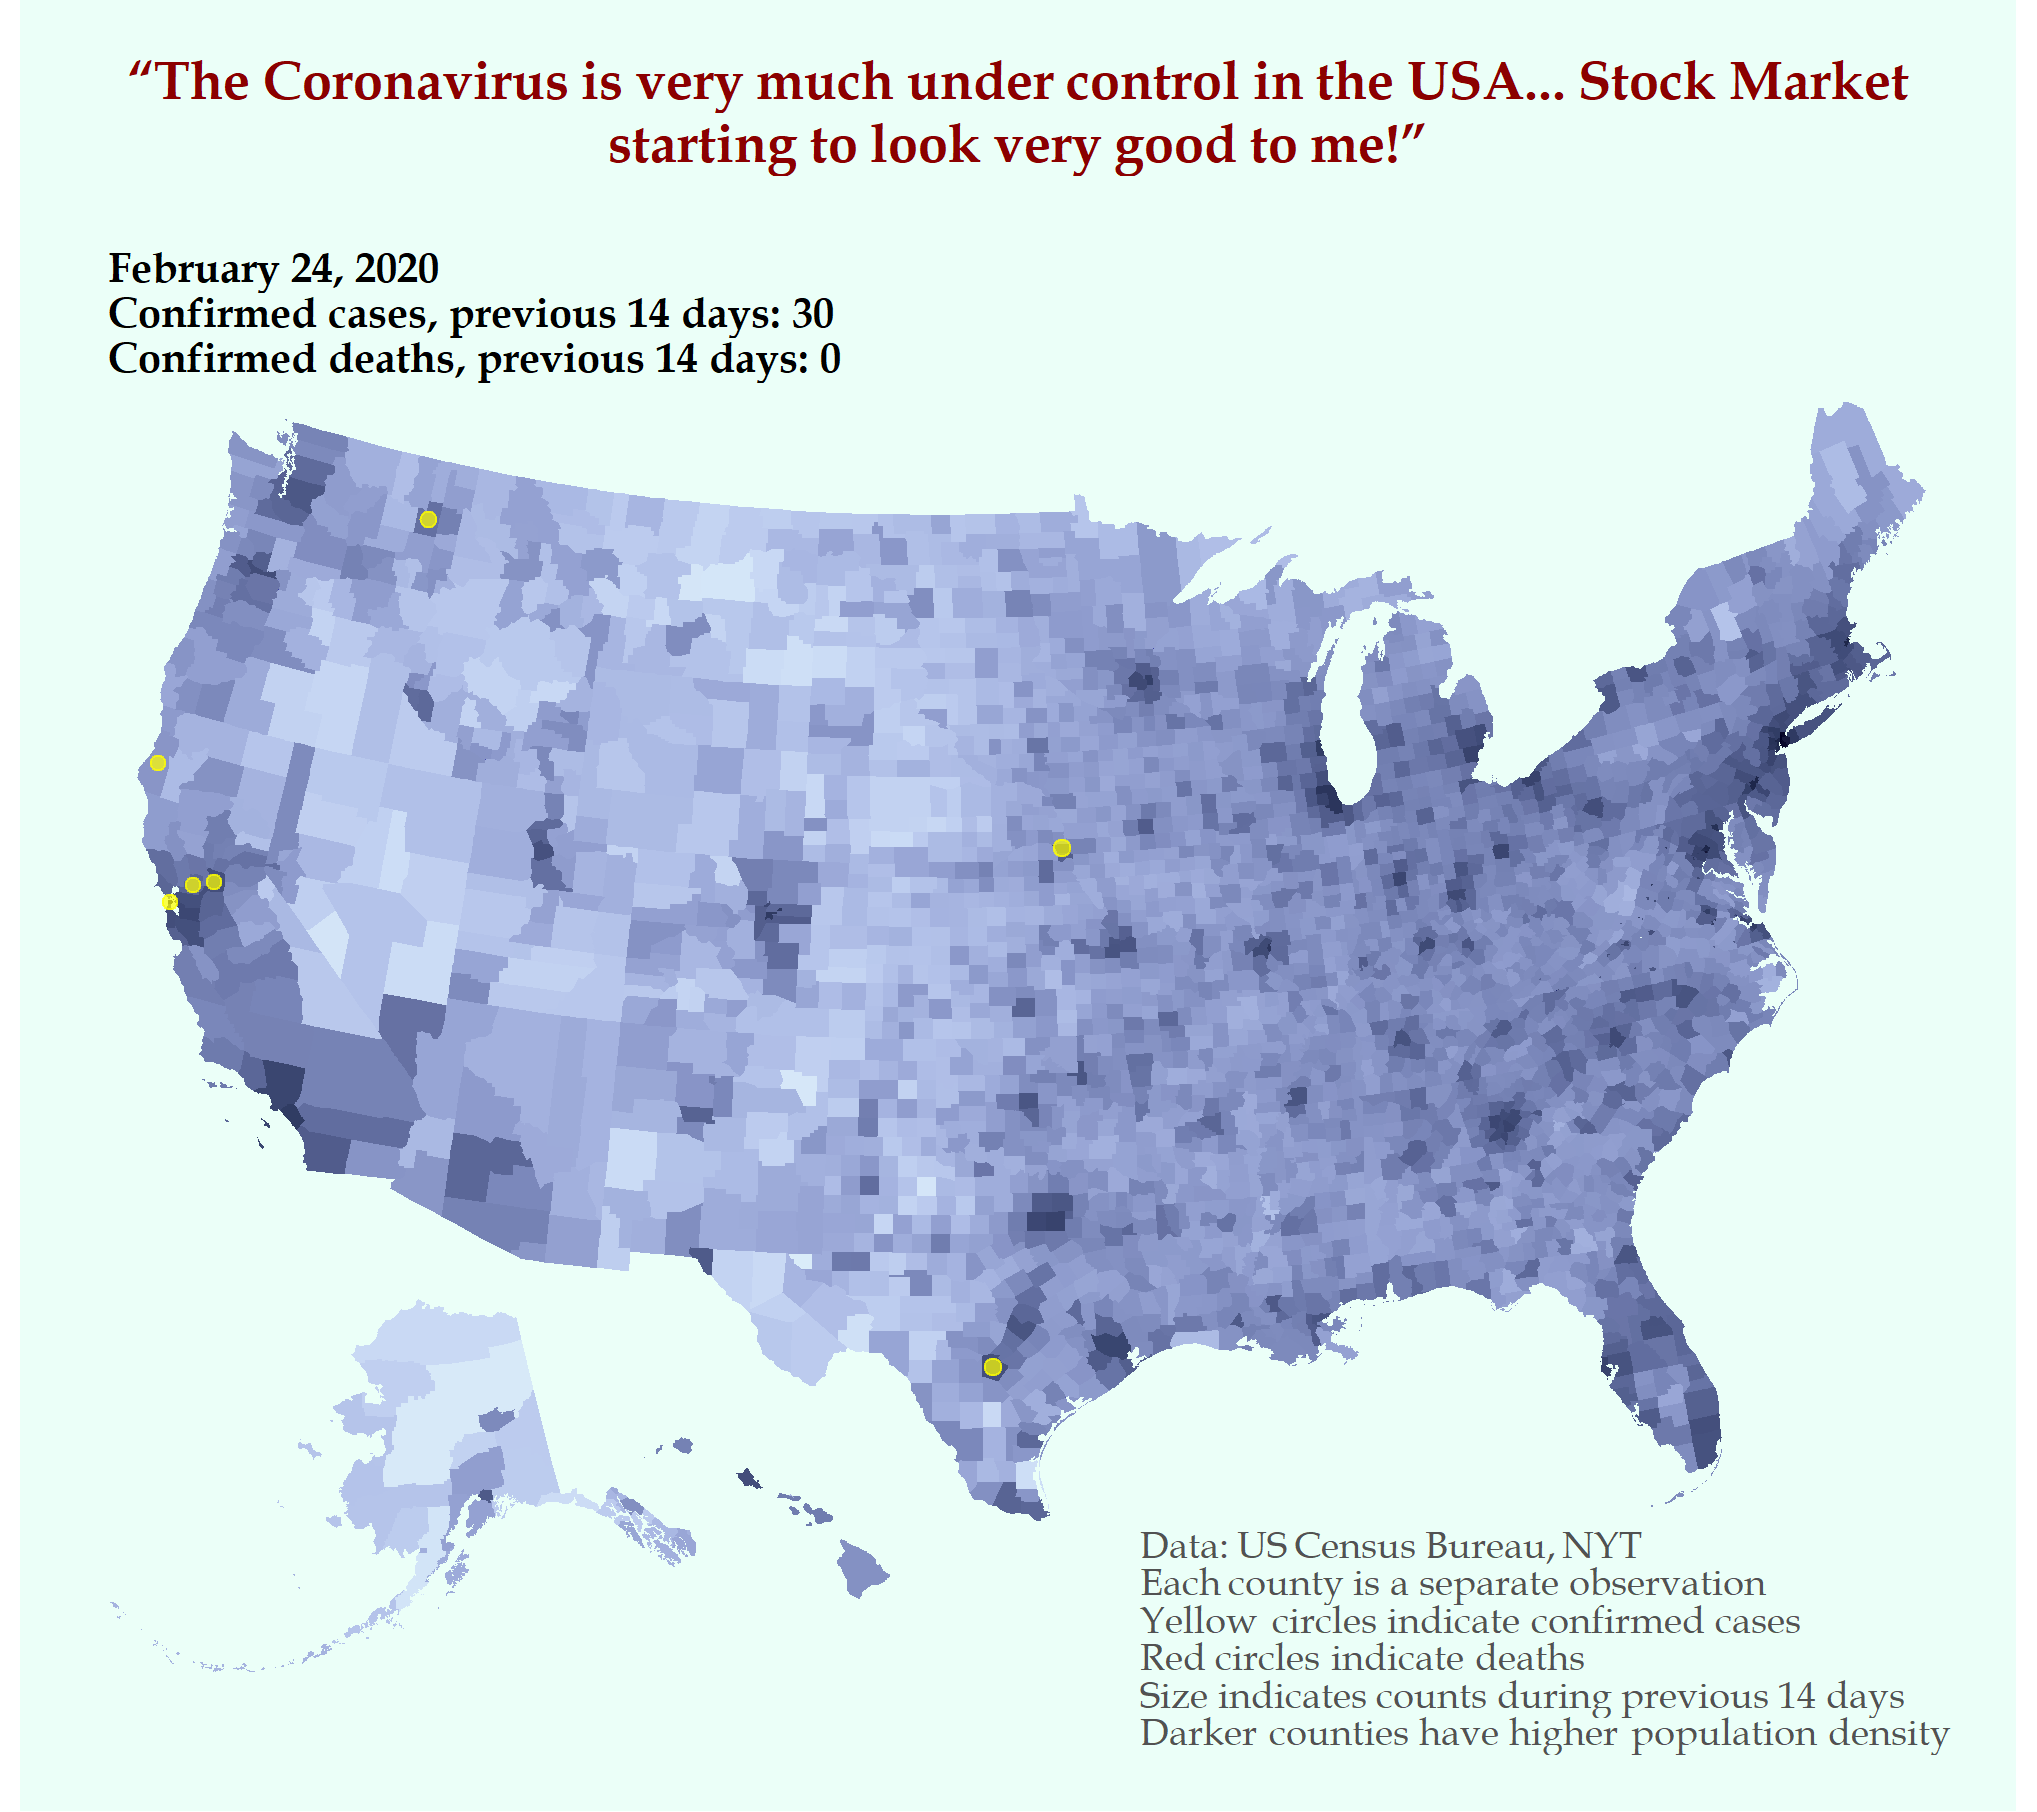 “The Coronavirus is very much under control in the USA... Stock Market
starting to look very good to me!”
February 24, 2020
Confirmed cases, previous 14 days: 30
Confirmed deaths, previous 14 days: 0
Data: US Census Bureau, NYT
Each county is a separate observation
Yellow circles indicate confirmed cases
Red circles indicate deaths
Size indicates counts during previous 14 days
Darker counties have higher population density